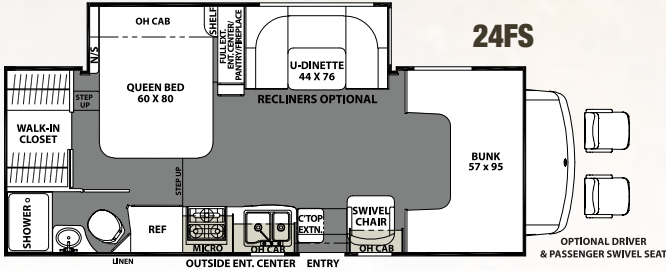 24FS
OH CAB
N/S
SHELF
FULL EXT.
ENT. CENTER/
PANTRY/FIREPLACE
QUEEN BED
60 X 80
U-DINETTE
44 X 76
RECLINERS OPTIONAL
STEP
UP
WALK-IN
CLOSET
BUNK
57 x 95
STEP UP
SHOWER
REF
MICRO
OH CAB
C'TOP
EXTN.
SWIVEL
CHAIR
OH CAB
LINEN
OUTSIDE ENT. CENTER
ENTRY
OPTIONAL DRIVER
& PASSENGER SWIVEL SEAT